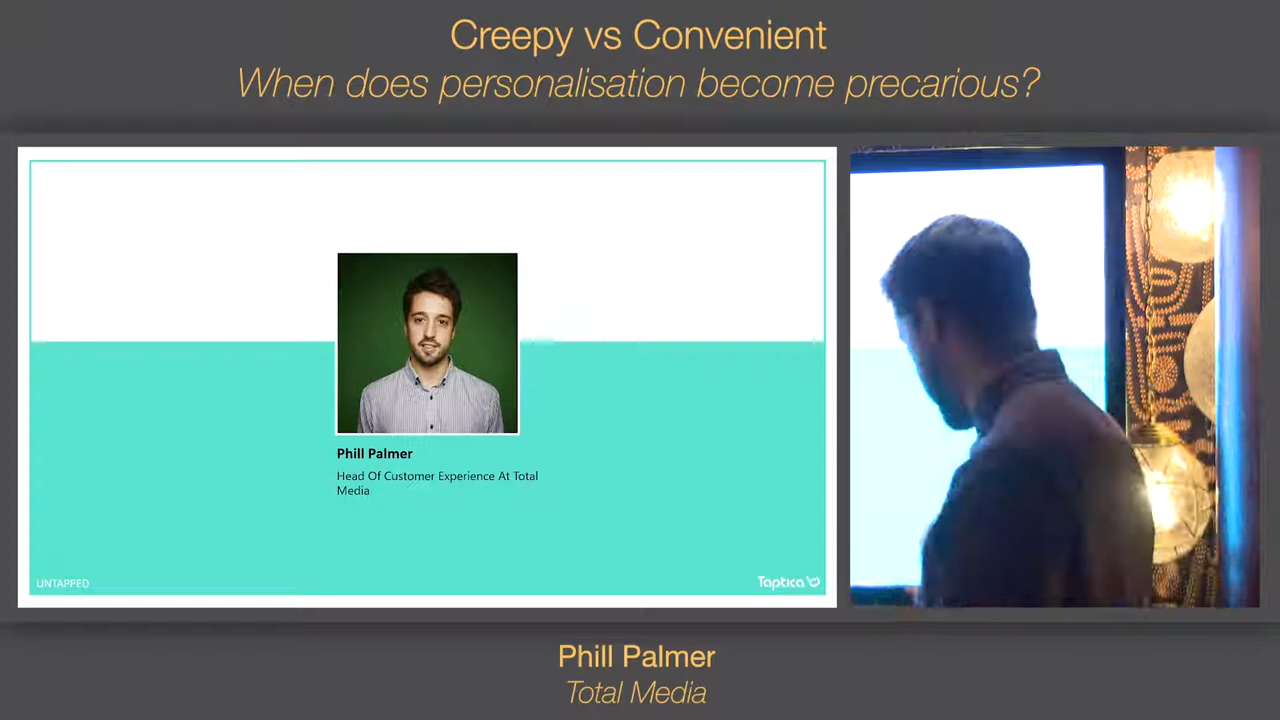 Creepy vs Convenient
When does personalisation become precarious?
Phill Palmer
Head Of Customer Experience At Total
Media
UNTAPPED
Taptica
Phill Palmer
Total Media